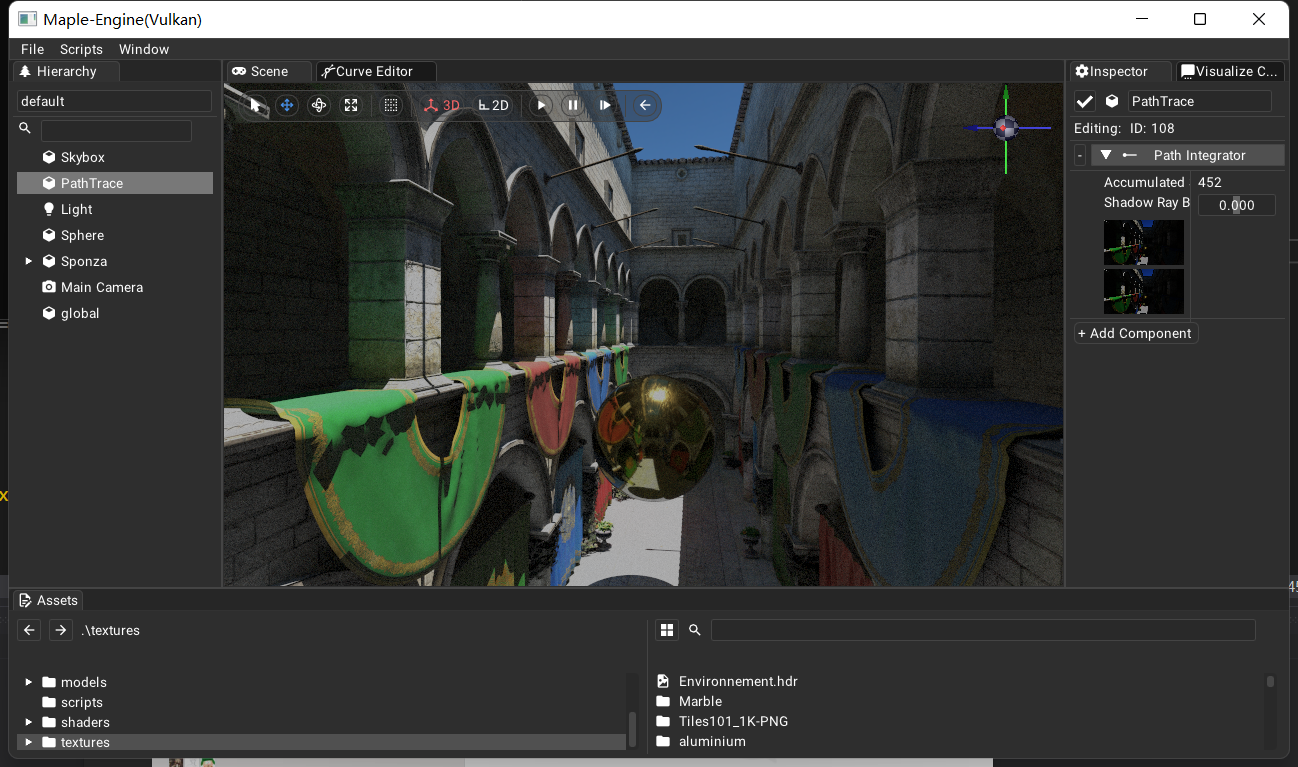 Maple-Engine(Vulkan)
File Scripts Window
Hierarchy
default
Skybox
PathTrace
Light
Sphere
Sponza
Main Camera
global
Scene Curve Editor
3D 2D
Inspector Visualize C...
PathTrace
Editing: ID: 108
- Path Integrator
Accumulated 452
Shadow Ray B 0.000
+ Add Component
Assets
.\textures
models
scripts
shaders
textures
Environnement.hdr
Marble
Tiles101_1K-PNG
aluminium